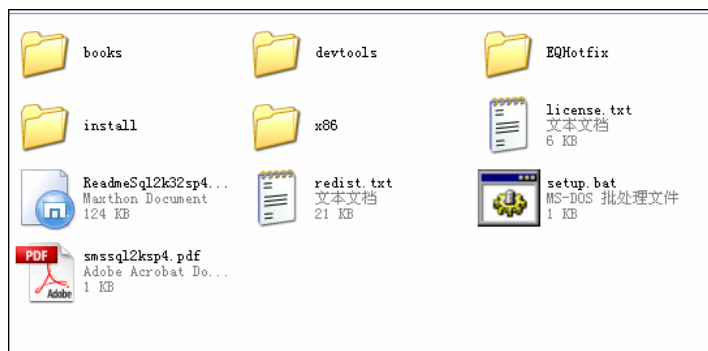 books
devtools
EQHotfix
install
x86
license.txt
文本文档
6 KB
ReadmeSql2k32sp4...
Maxthon Document
124 KB
redist.txt
文本文档
21 KB
setup.bat
MS-DOS 批处理文件
1 KB
PDF
Adobe
smssql2ksp4.pdf
Adobe Acrobat Do...
1 KB